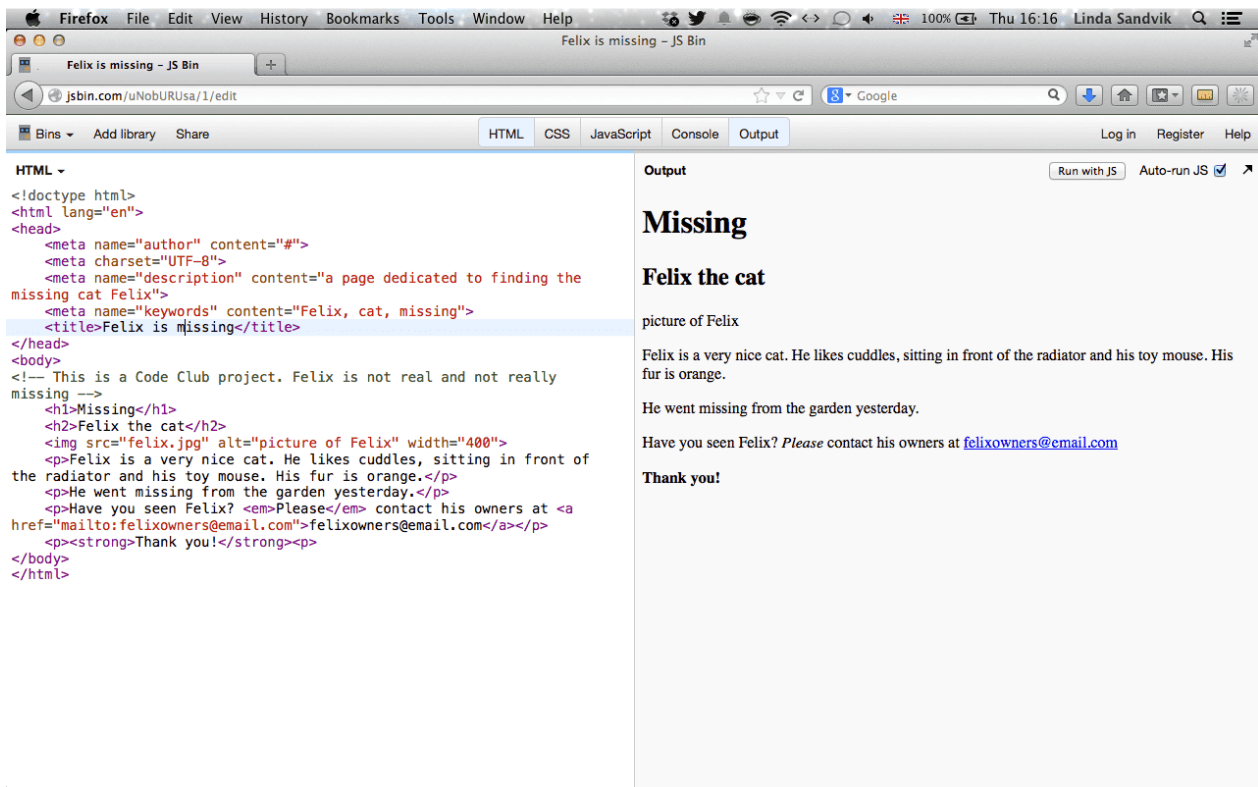 Firefox File Edit View History Bookmarks Tools Window Help 100% Thu 16:16 Linda Sandvik
Felix is missing – JS Bin
Felix is missing – JS Bin
jsbin.com/uNobURUsa/1/edit Google
Bins Add library Share HTML CSS JavaScript Console Output Log in Register Help
HTML
<!doctype html>
<html lang="en">
<head>
    <meta name="author" content="#">
    <meta charset="UTF-8">
    <meta name="description" content="a page dedicated to finding the
missing cat Felix">
    <meta name="keywords" content="Felix, cat, missing">
    <title>Felix is missing</title>
</head>
<body>
<!-- This is a Code Club project. Felix is not real and not really
missing -->
    <h1>Missing</h1>
    <h2>Felix the cat</h2>
    <img src="felix.jpg" alt="picture of Felix" width="400">
    <p>Felix is a very nice cat. He likes cuddles, sitting in front of
the radiator and his toy mouse. His fur is orange.</p>
    <p>He went missing from the garden yesterday.</p>
    <p>Have you seen Felix? <em>Please</em> contact his owners at <a
href="mailto:felixowners@email.com">felixowners@email.com</a></p>
    <p><strong>Thank you!</strong><p>
</body>
</html>
Output Run with JS Auto-run JS
Missing
Felix the cat
picture of Felix
Felix is a very nice cat. He likes cuddles, sitting in front of the radiator and his toy mouse. His
fur is orange.
He went missing from the garden yesterday.
Have you seen Felix? Please contact his owners at felixowners@email.com
Thank you!